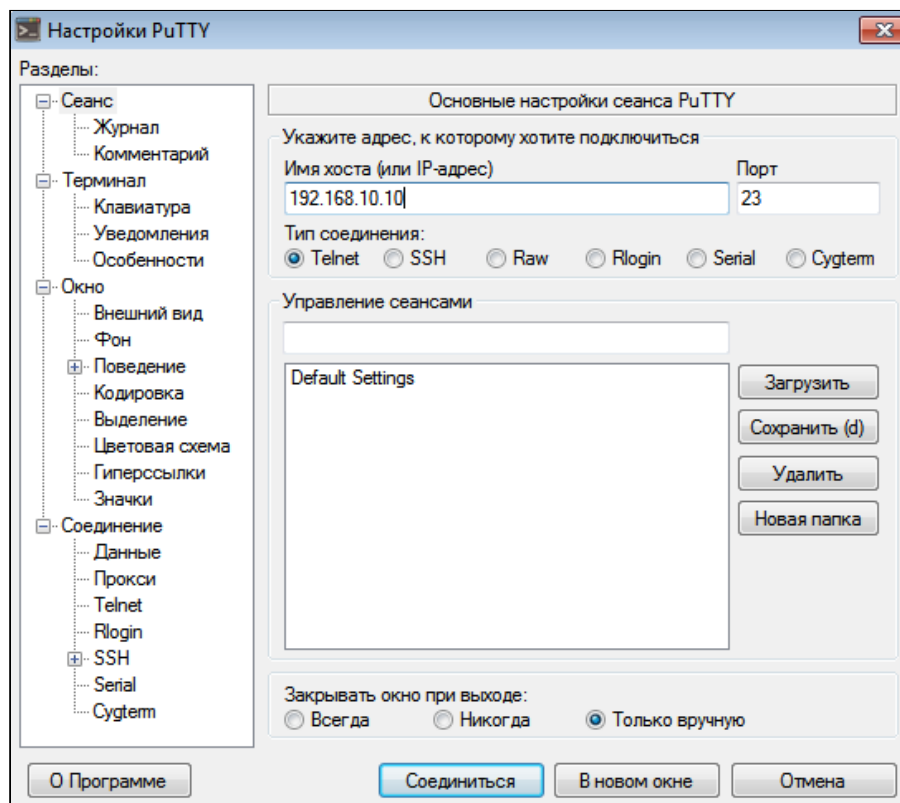 Настройки PuTTY
Разделы:
Сеанс
Журнал
Комментарий
Терминал
Клавиатура
Уведомления
Особенности
Окно
Внешний вид
Фон
Поведение
Кодировка
Выделение
Цветовая схема
Гиперссылки
Значки
Соединение
Данные
Прокси
Telnet
Rlogin
SSH
Serial
Cygterm
Основные настройки сеанса PuTTY
Укажите адрес, к которому хотите подключиться
Имя хоста (или IP-адрес) Порт
192.168.10.10 23
Тип соединения:
Telnet SSH Raw Rlogin Serial Cygterm
Управление сеансами
Default Settings
Загрузить
Сохранить (d)
Удалить
Новая папка
Закрывать окно при выходе:
Всегда Никогда Только вручную
О Программе Соединиться В новом окне Отмена